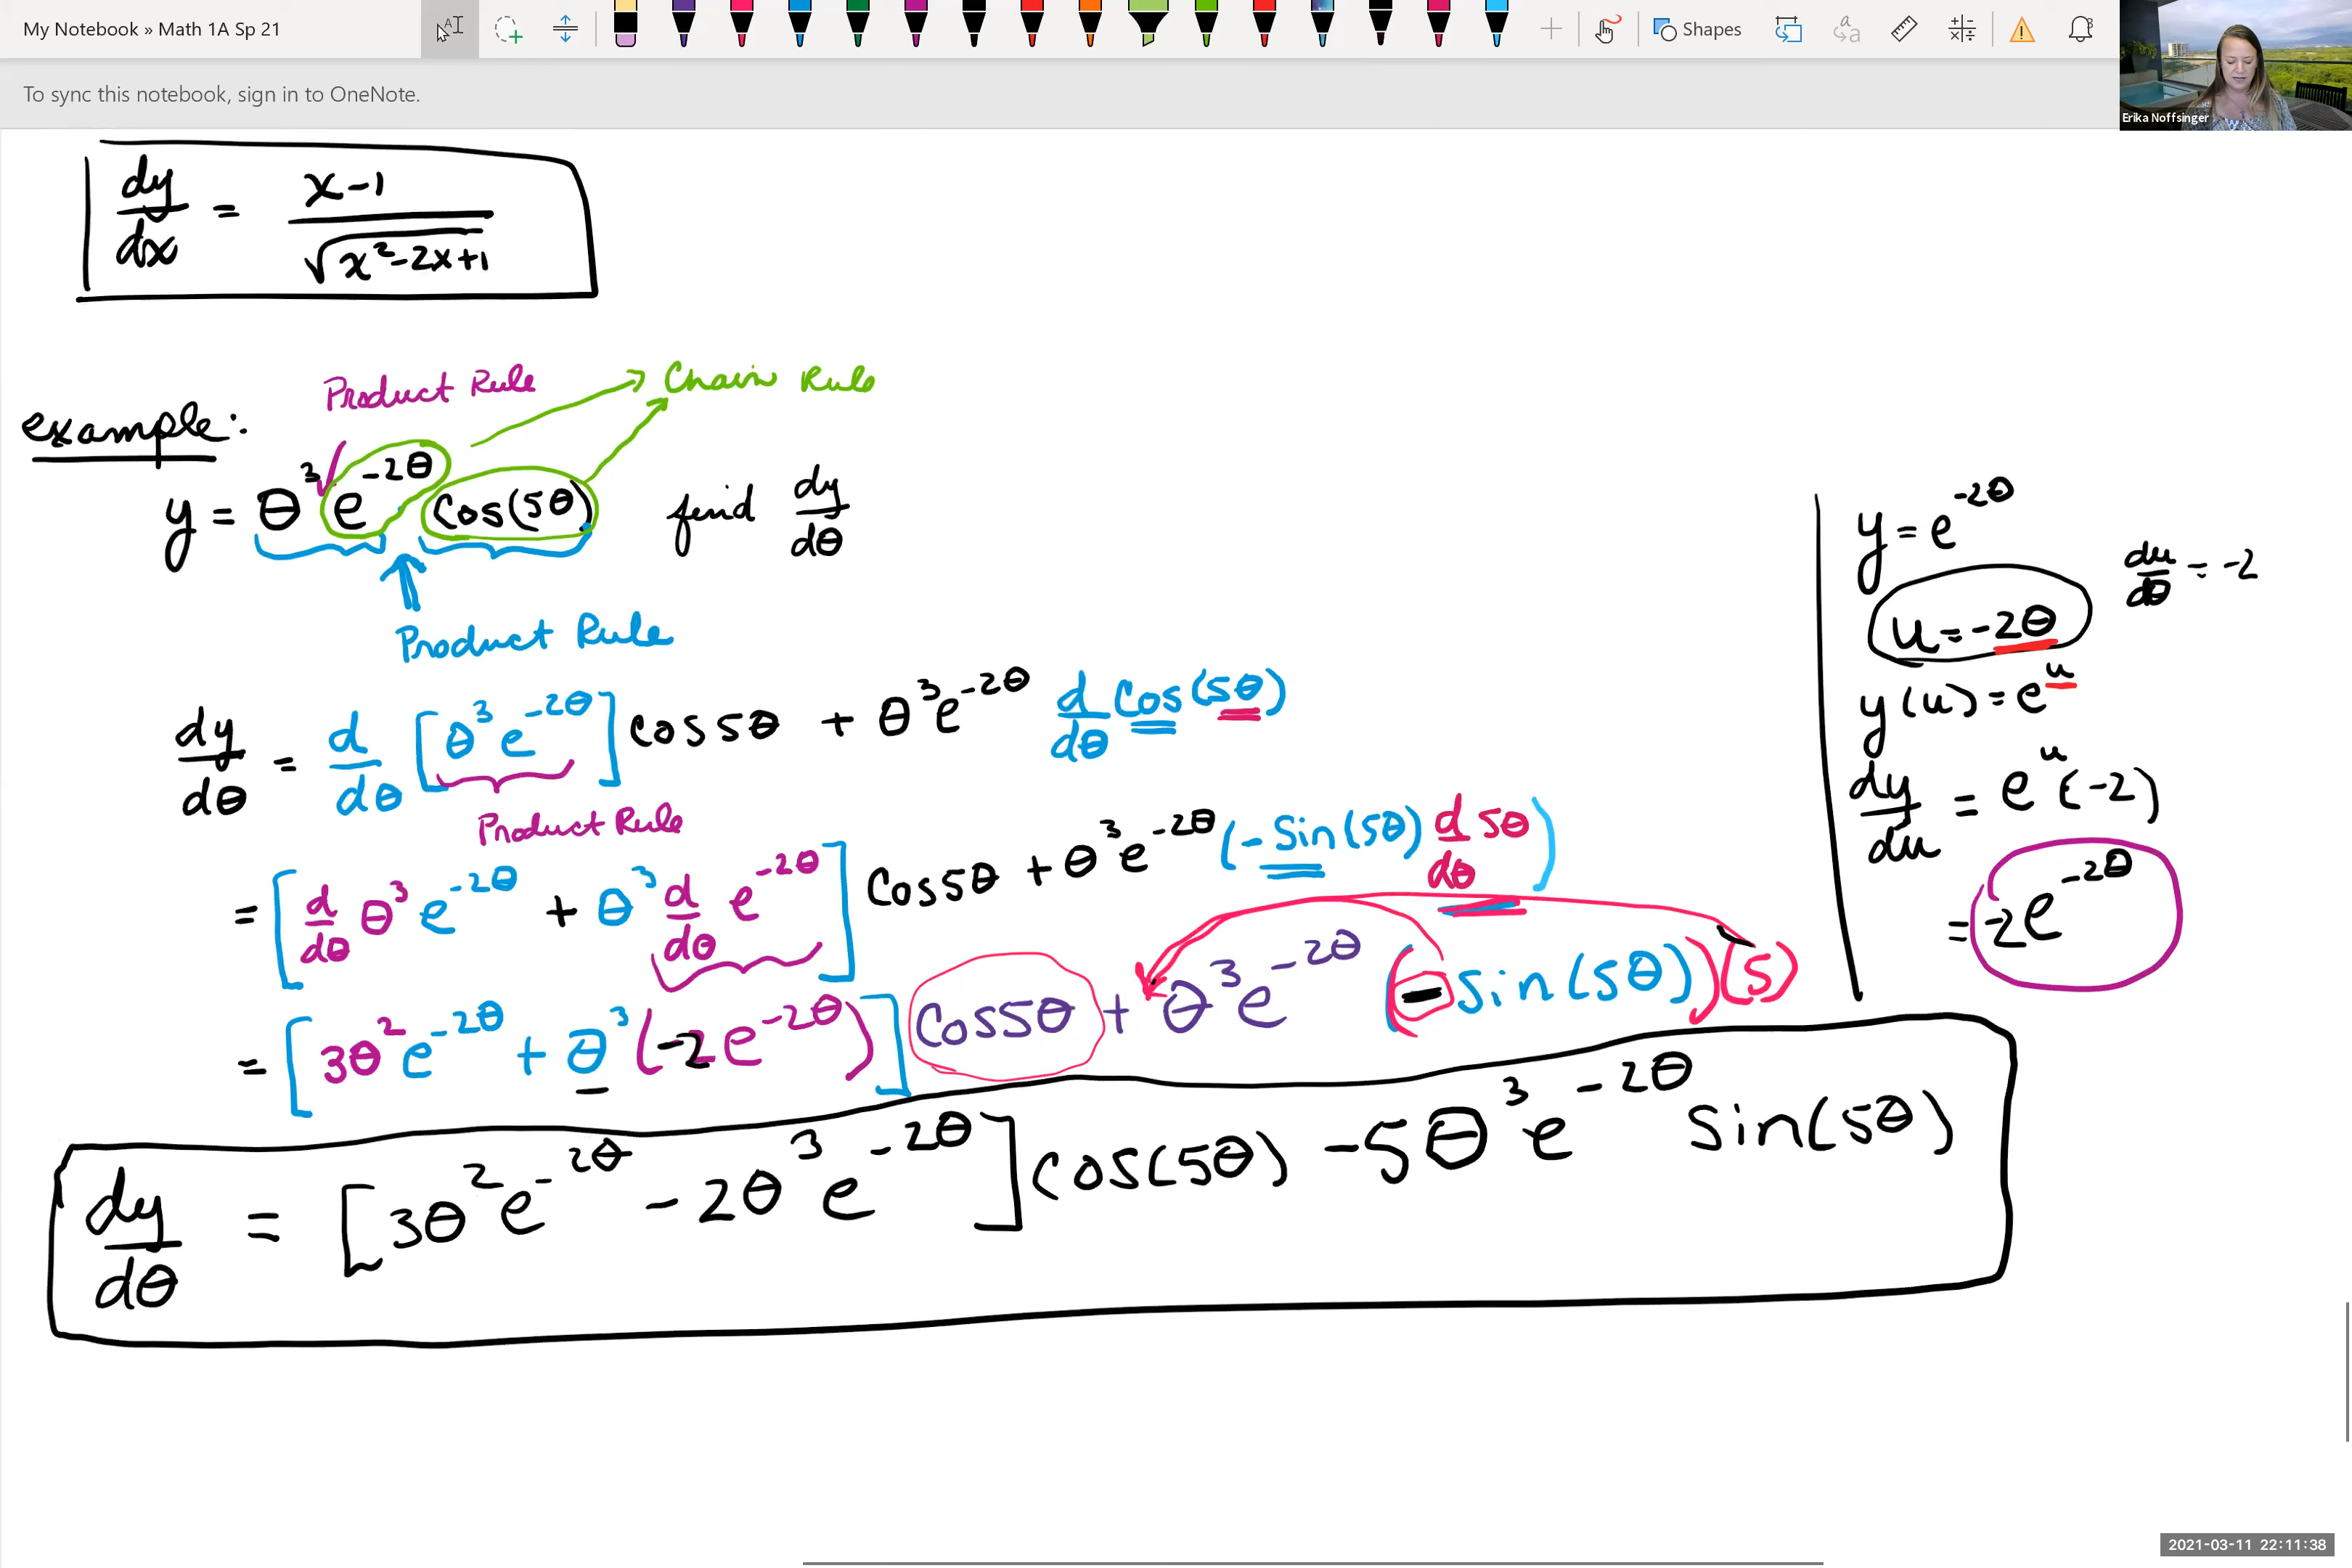 My Notebook » Math 1A Sp 21
Shapes
To sync this notebook, sign in to OneNote.
Erika Noffsinger
dy/dx = x-1/√x²-2x+1
Product Rule → Chain Rule
example:
y = θ³e^-2θ · cos(5θ) find dy/dθ
Product Rule
dy/dθ = d/dθ [θ³e^-2θ] cos5θ + θ³e^-2θ d/dθ cos(5θ)
Product Rule
= [d/dθ θ³ e^-2θ + θ³ d/dθ e^-2θ] cos5θ + θ³e^-2θ (-sin(5θ) d/dθ 5θ)
= [3θ²e^-2θ + θ³(-2e^-2θ)] cos5θ + θ³e^-2θ (-sin(5θ))(5)
dy/dθ = [3θ²e^-2θ - 2θ³e^-2θ] cos(5θ) - 5θ³e^-2θ sin(5θ)
y = e^-2θ
du/dθ = -2
u = -2θ
y(u) = e^u
dy/du = e^u (-2)
= -2e^-2θ
2021-03-11 22:11:38